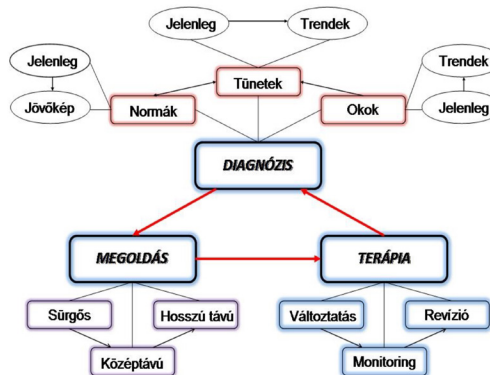 Jelenleg
Trendek
Jelenleg
Trendek
Tünetek
Jövőkép
Normák
Okok
Jelenleg
DIAGNÓZIS
MEGOLDÁS
TERÁPIA
Sürgős
Hosszú távú
Változtatás
Revízió
Középtávú
Monitoring